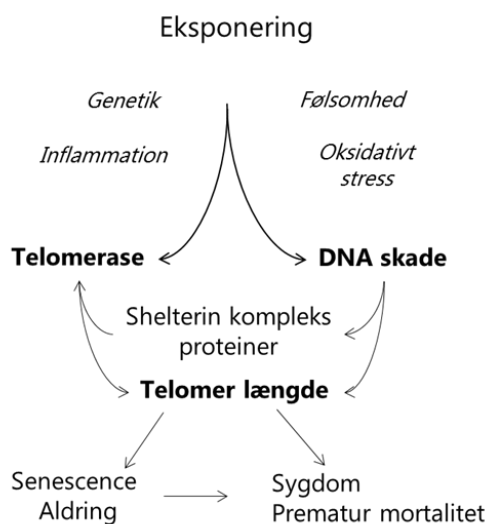 Eksponering
Genetik
Følsomhed
Inflammation
Oksidativt
stress
Telomerase
DNA skade
Shelterin kompleks
proteiner
Telomer længde
Senescence
Aldring
Sygdom
Prematur mortalitet